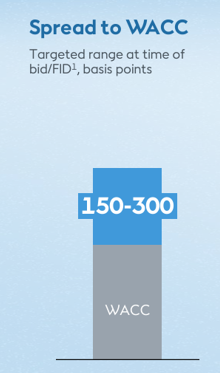 Spread to WACC
Targeted range at time of
bid/FID¹, basis points
150-300
WACC